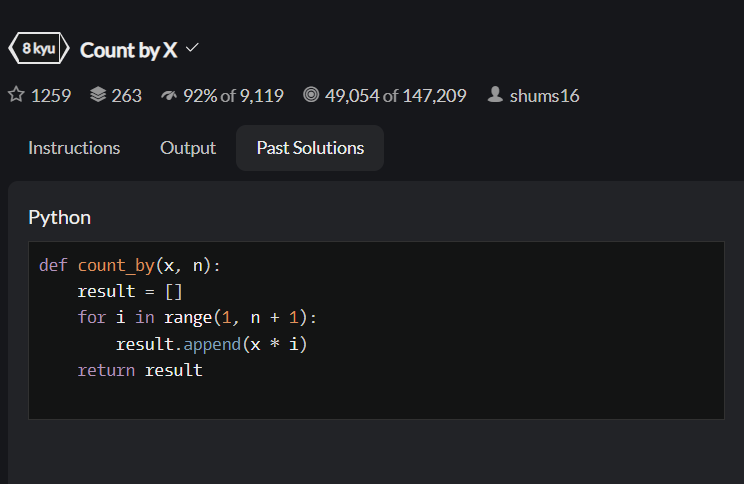 8 kyu Count by X
1259 263 92% of 9,119 49,054 of 147,209 shums16
Instructions Output Past Solutions
Python
def count_by(x, n):
    result = []
    for i in range(1, n + 1):
        result.append(x * i)
    return result